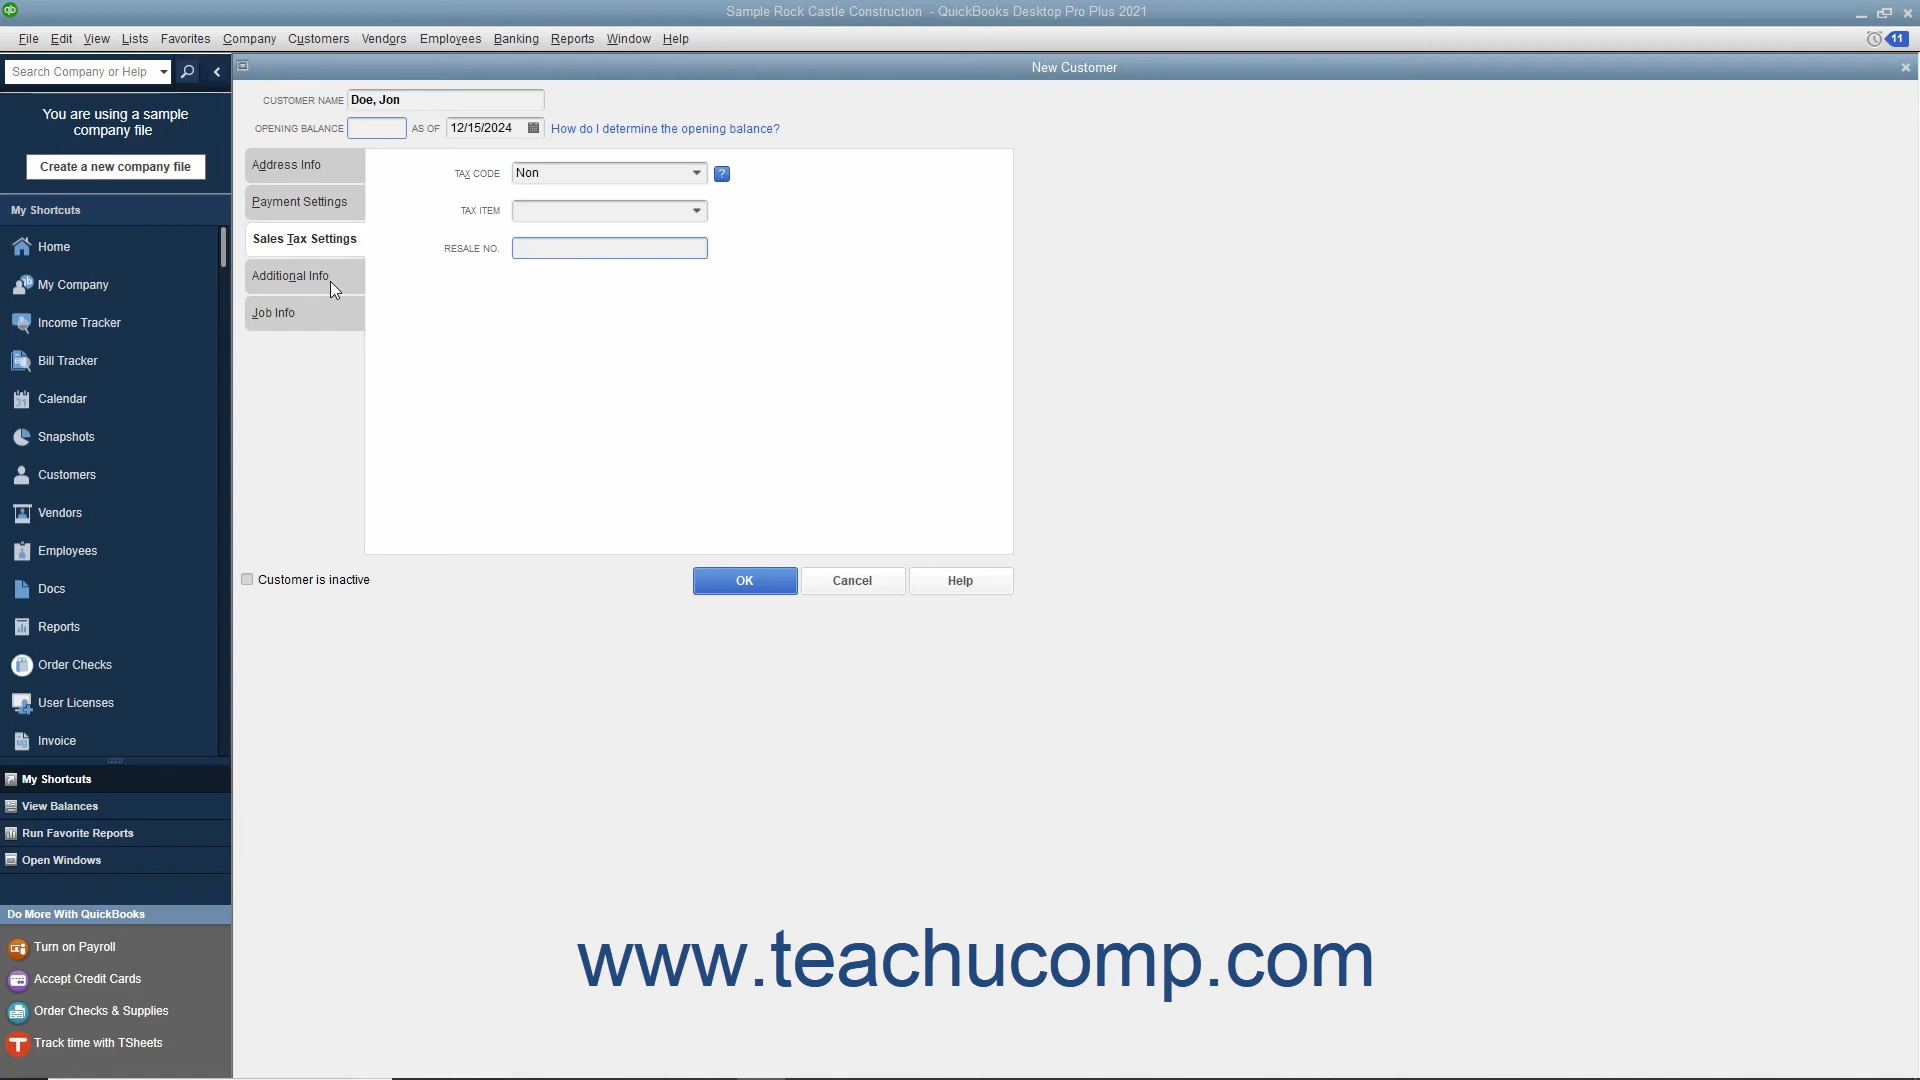 Sample Rock Castle Construction - QuickBooks Desktop Pro Plus 2021
File Edit View Lists Favorites Company Customers Vendors Employees Banking Reports Window Help
11
Search Company or Help
New Customer
You are using a sample
company file
Create a new company file
My Shortcuts
Home
My Company
Income Tracker
Bill Tracker
Calendar
Snapshots
Customers
Vendors
Employees
Docs
Reports
Order Checks
User Licenses
Invoice
My Shortcuts
View Balances
Run Favorite Reports
Open Windows
Do More With QuickBooks
Turn on Payroll
Accept Credit Cards
Order Checks & Supplies
Track time with TSheets
CUSTOMER NAME Doe, Jon
OPENING BALANCE AS OF 12/15/2024 How do I determine the opening balance?
Address Info
Payment Settings
Sales Tax Settings
Additional Info
Job Info
TAX CODE Non ?
TAX ITEM
RESALE NO.
Customer is inactive
OK Cancel Help
www.teachucomp.com